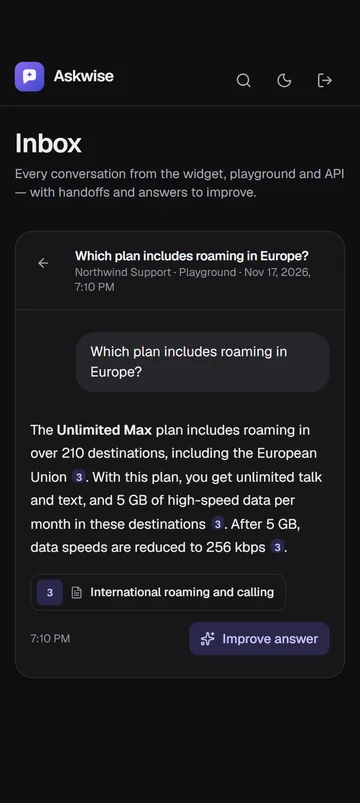 Askwise
Inbox
Every conversation from the widget, playground and API
— with handoffs and answers to improve.
Which plan includes roaming in Europe?
Northwind Support · Playground · Nov 17, 2026,
7:10 PM
Which plan includes roaming in
Europe?
The Unlimited Max plan includes roaming in
over 210 destinations, including the European
Union 3. With this plan, you get unlimited talk
and text, and 5 GB of high-speed data per
month in these destinations 3. After 5 GB,
data speeds are reduced to 256 kbps 3.
3 International roaming and calling
7:10 PM Improve answer